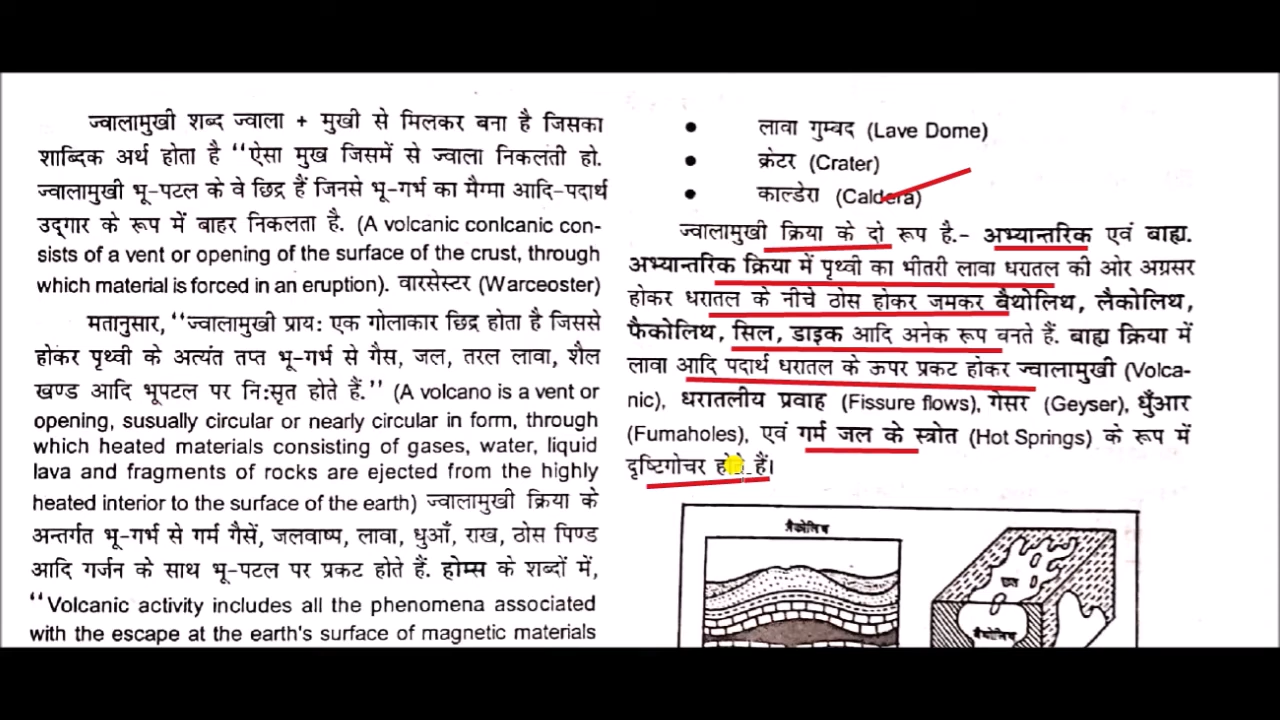 ज्वालामुखी शब्द ज्वाला + मुखी से मिलकर बना है जिसका
शाब्दिक अर्थ होता है “ऐसा मुख जिसमें से ज्वाला निकलती हो.
ज्वालामुखी भू-पटल के वे छिद्र हैं जिनसे भू-गर्भ का मैग्मा आदि-पदार्थ
उद्‌गार के रूप में बाहर निकलता है. (A volcanic conlcanic con-
sists of a vent or opening of the surface of the crust, through
which material is forced in an eruption). वारसेस्टर (Warceoster)
मतानुसार, “ज्वालामुखी प्राय: एक गोलाकार छिद्र होता है जिससे
होकर पृथ्वी के अत्यंत तप्त भू-गर्भ से गैस, जल, तरल लावा, शैल
खण्ड आदि भूपटल पर नि:सृत होते हैं.” (A volcano is a vent or
opening, susually circular or nearly circular in form, through
which heated materials consisting of gases, water, liquid
lava and fragments of rocks are ejected from the highly
heated interior to the surface of the earth) ज्वालामुखी क्रिया के
अन्तर्गत भू-गर्भ से गर्म गैसें, जलवाष्प, लावा, धुआँ, राख, ठोस पिण्ड
आदि गर्जन के साथ भू-पटल पर प्रकट होते हैं. होम्स के शब्दों में,
“Volcanic activity includes all the phenomena associated
with the escape at the earth's surface of magnetic materials
• लावा गुम्बद (Lave Dome)
• क्रेटर (Crater)
• काल्डेरा (Caldera)
ज्वालामुखी क्रिया के दो रूप है.- अभ्यान्तरिक एवं बाह्य.
अभ्यान्तरिक क्रिया में पृथ्वी का भीतरी लावा धरातल की ओर अग्रसर
होकर धरातल के नीचे ठोस होकर जमकर बैथोलिथ, लैकोलिथ,
फैकोलिथ, सिल, डाइक आदि अनेक रूप बनते हैं. बाह्य क्रिया में
लावा आदि पदार्थ धरातल के ऊपर प्रकट होकर ज्वालामुखी (Volca-
nic), धरातलीय प्रवाह (Fissure flows), गेसर (Geyser), धुँआर
(Fumaholes), एवं गर्म जल के स्त्रोत (Hot Springs) के रूप में
दृष्टिगोचर होते हैं।
लैकोलिथ
बैथोलिथ